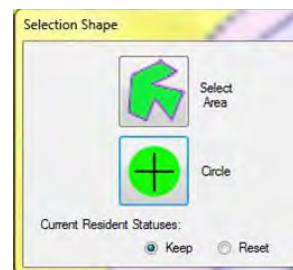 Selection Shape
Select
Area
Circle
Current Resident Statuses:
Keep Reset